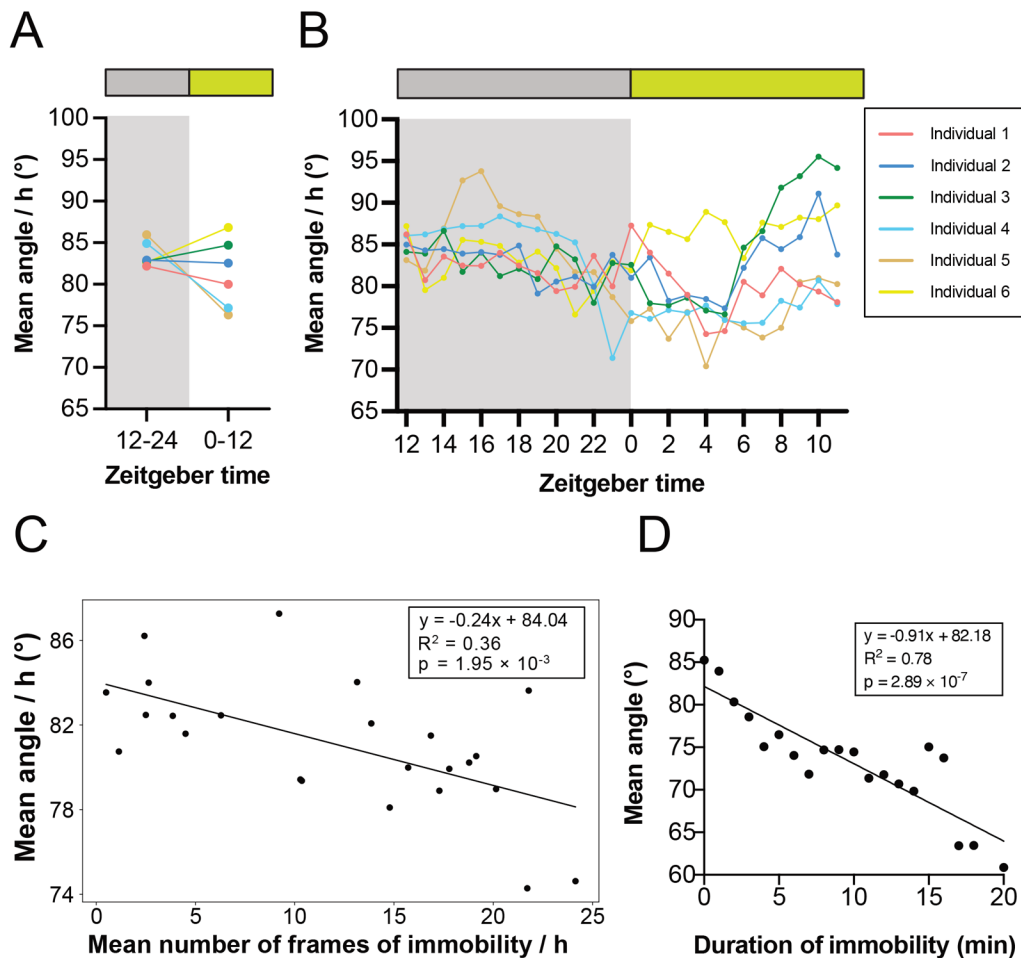 A
B
100
95
90
85
80
75
70
65
Mean angle / h (°)
12-24
0-12
Zeitgeber time
100
95
90
85
80
75
70
65
Mean angle / h (°)
12
14
16
18
20
22
0
2
4
6
8
10
Zeitgeber time
Individual 1
Individual 2
Individual 3
Individual 4
Individual 5
Individual 6
C
D
86
82
78
74
Mean angle / h (°)
y = -0.24x + 84.04
R² = 0.36
p = 1.95 × 10⁻³
0
5
10
15
20
25
Mean number of frames of immobility / h
90
85
80
75
70
65
60
Mean angle (°)
y = -0.91x + 82.18
R² = 0.78
p = 2.89 × 10⁻⁷
0
5
10
15
20
Duration of immobility (min)